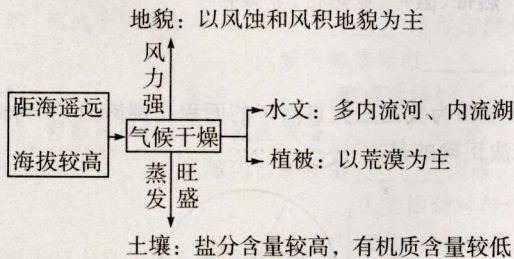 地貌：以风蚀和风积地貌为主
风力强
距海遥远
海拔较高
气候干燥
水文：多内流河、内流湖
植被：以荒漠为主
蒸发旺盛
土壤：盐分含量较高，有机质含量较低